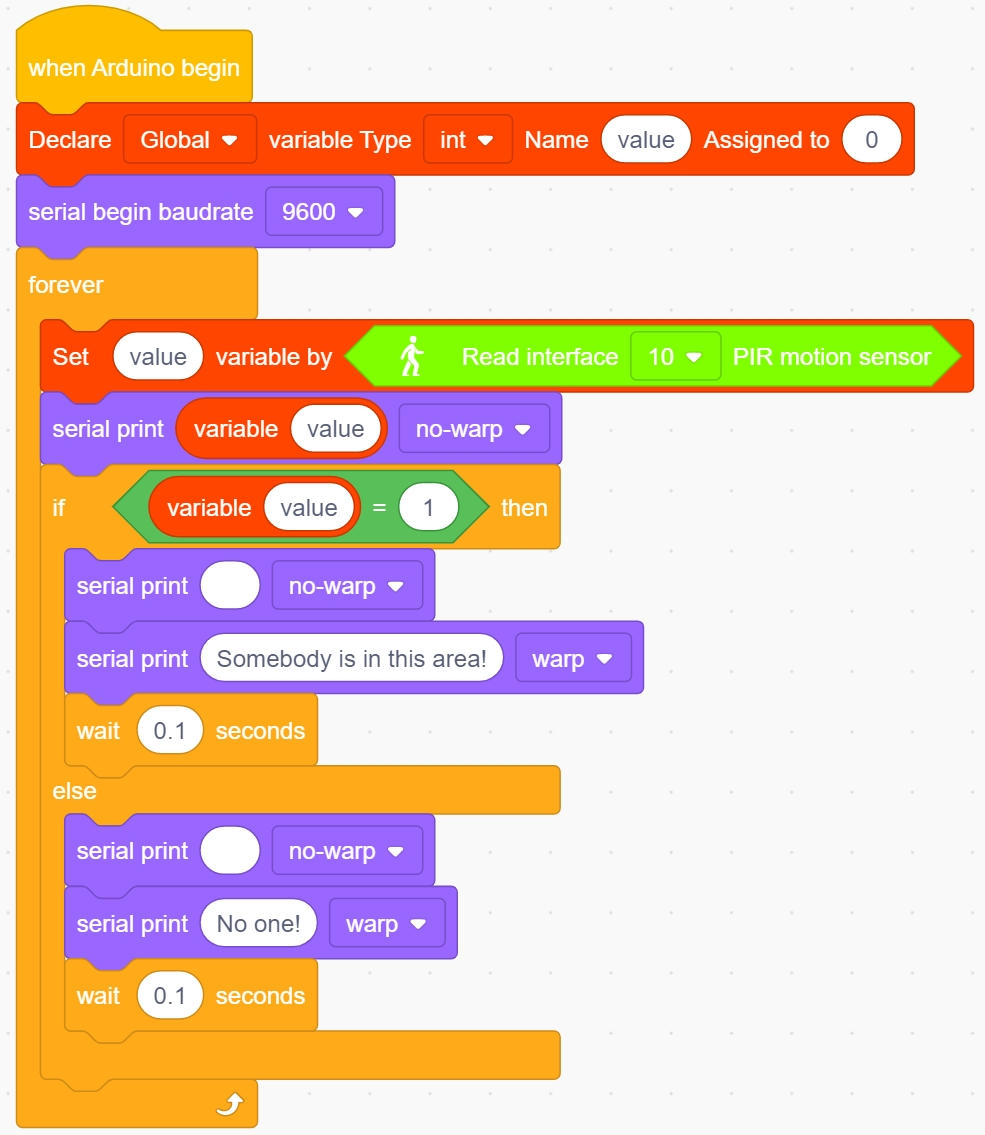 when Arduino begin
Declare Global variable Type int Name value Assigned to 0
serial begin baudrate 9600
forever
Set value variable by Read interface 10 PIR motion sensor
serial print variable value no-warp
if variable value = 1 then
serial print no-warp
serial print Somebody is in this area! warp
wait 0.1 seconds
else
serial print no-warp
serial print No one! warp
wait 0.1 seconds